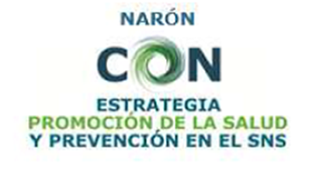 NARÓN
CON
ESTRATEGIA
PROMOCIÓN DE LA SALUD
Y PREVENCIÓN EN EL SNS